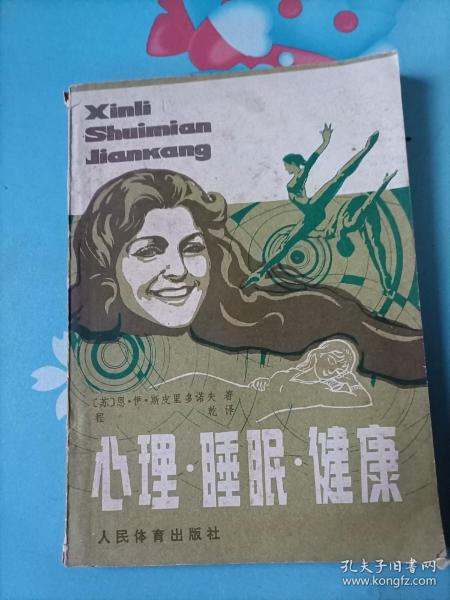 Xinli
Shuimian
Jiankang
〔苏〕恩·伊·斯皮里多诺夫 著
程 乾 译
心理·睡眠·健康
人民体育出版社
孔夫子旧书网
www.kongfz.com